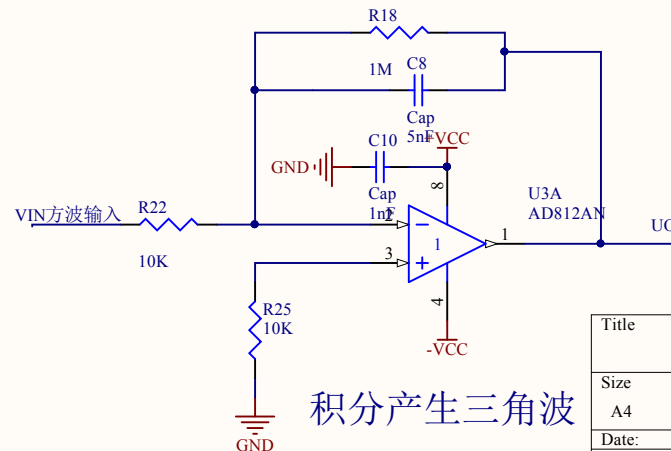 R18
1M
C8
Cap
5nF
+VCC
C10
GND
Cap
1nF
8
U3A
AD812AN
R22
VIN方波输入
2
1
1
UO
10K
3
R25
10K
4
-VCC
GND
积分产生三角波
Title
Size
A4
Date: